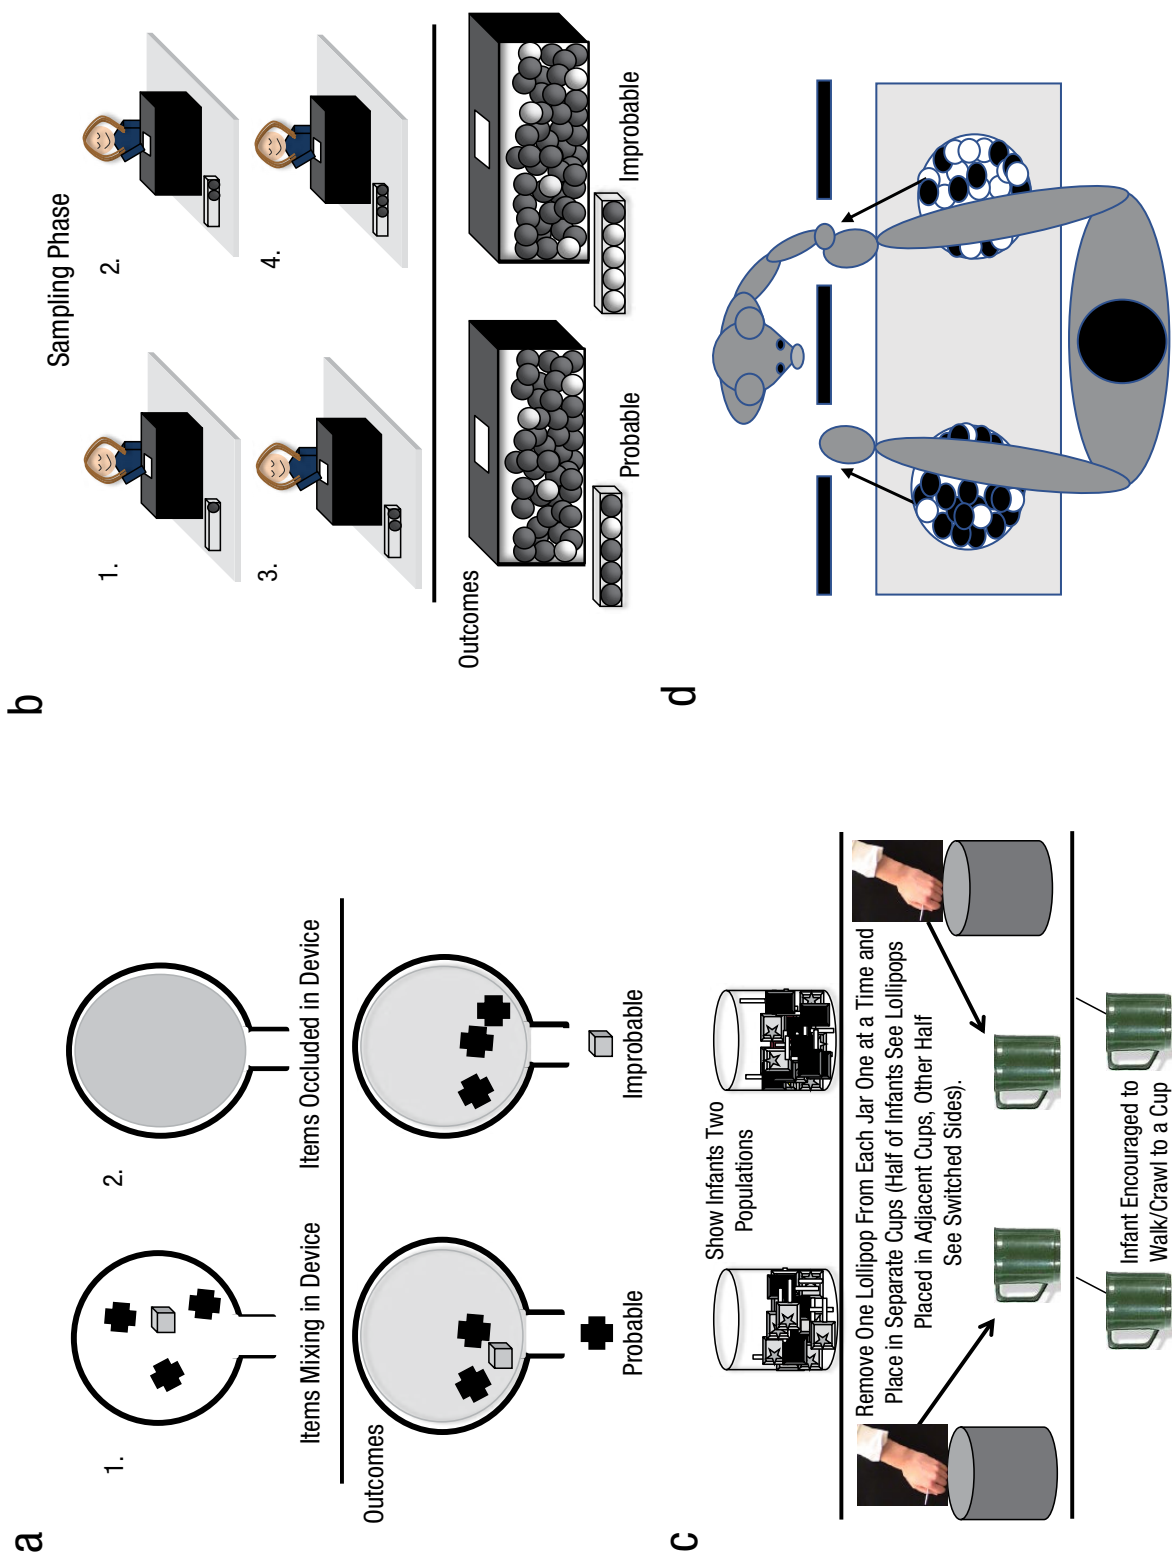 a
1.
2.
Items Mixing in Device
Items Occluded in Device
Outcomes
Probable
Improbable
b
Sampling Phase
1.
2.
3.
4.
Outcomes
Probable
Improbable
c
Show Infants Two
Populations
Remove One Lollipop From Each Jar One at a Time and
Place in Separate Cups (Half of Infants See Lollipops
Placed in Adjacent Cups, Other Half
See Switched Sides).
Infant Encouraged to
Walk/Crawl to a Cup
d